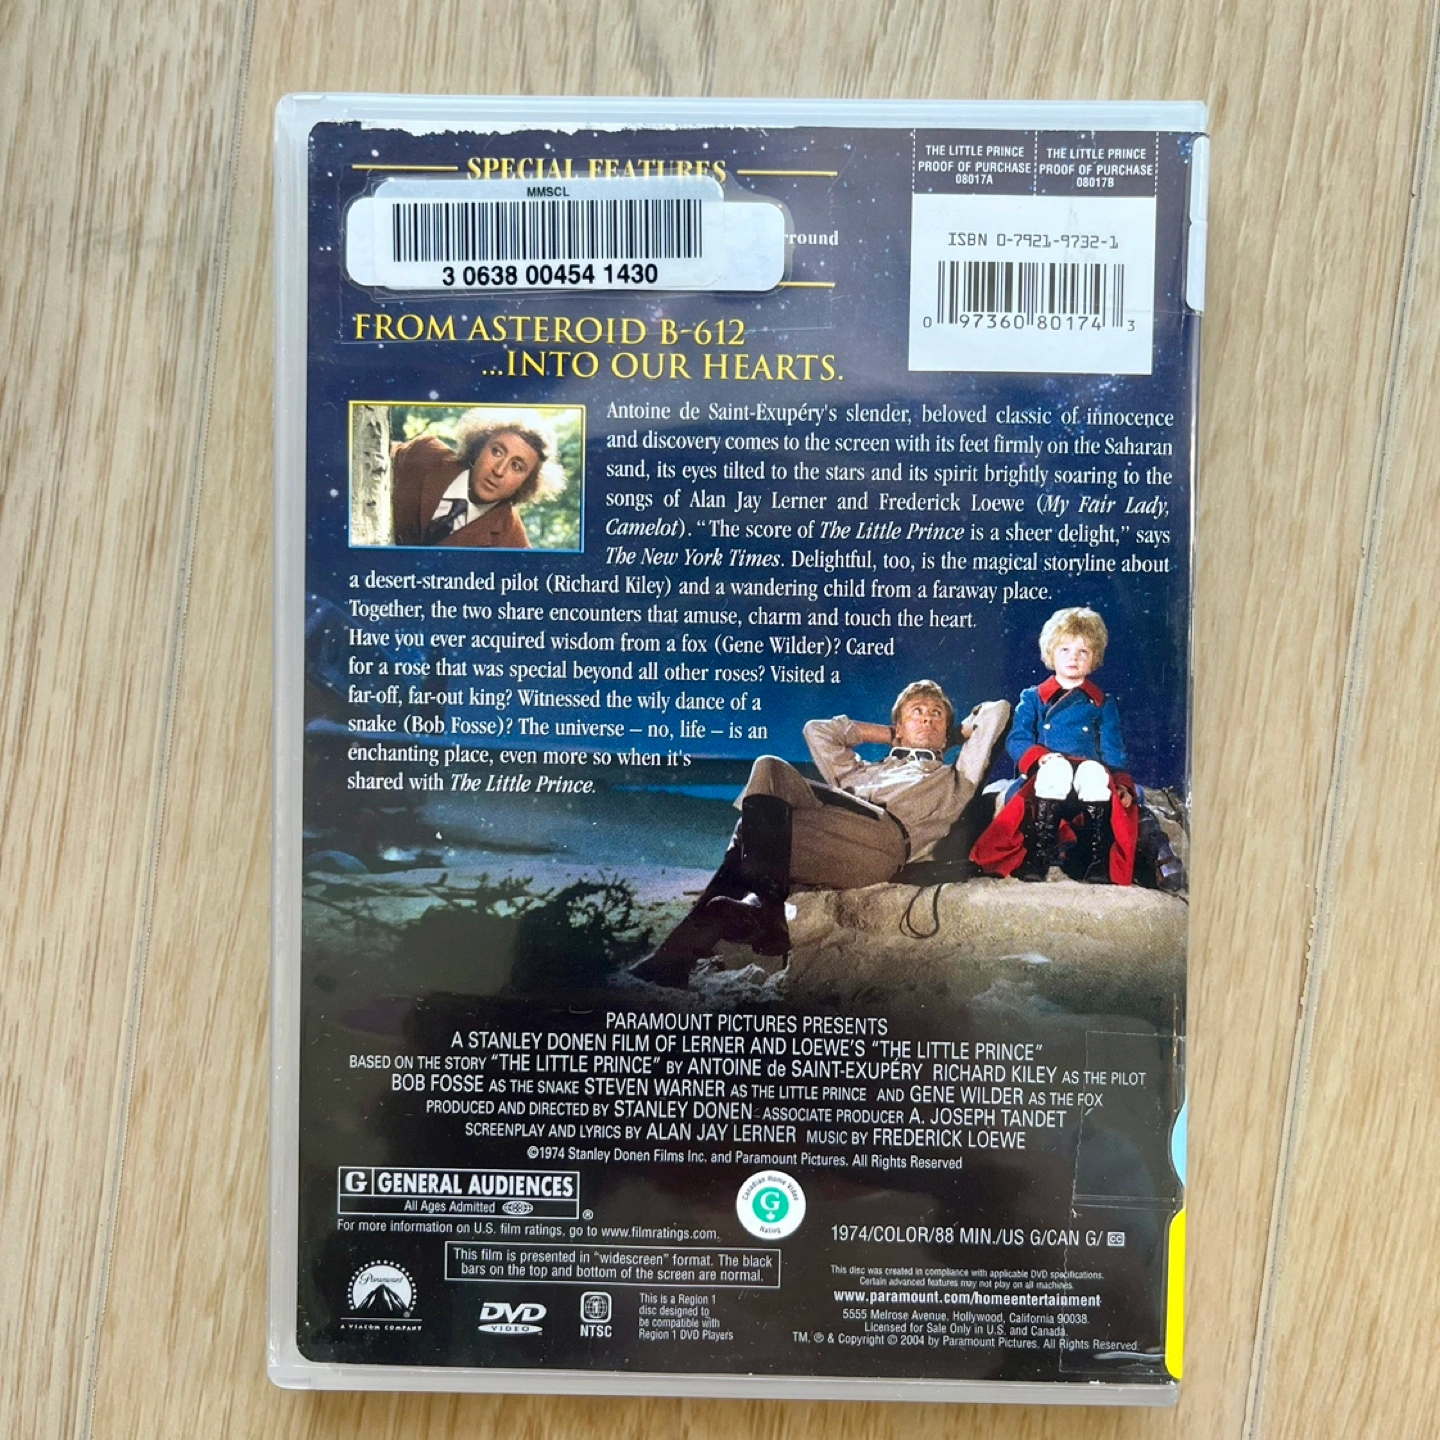 SPECIAL FEATURES
MMSCL
3 0638 00454 1430
THE LITTLE PRINCE
PROOF OF PURCHASE
08017A
THE LITTLE PRINCE
PROOF OF PURCHASE
08017B
ISBN 0-7921-9732-1
0 97360 80174 3
FROM ASTEROID B-612
...INTO OUR HEARTS.
Antoine de Saint-Exupéry's slender, beloved classic of innocence
and discovery comes to the screen with its feet firmly on the Saharan
sand, its eyes tilted to the stars and its spirit brightly soaring to the
songs of Alan Jay Lerner and Frederick Loewe (My Fair Lady,
Camelot). "The score of The Little Prince is a sheer delight," says
The New York Times. Delightful, too, is the magical storyline about
a desert-stranded pilot (Richard Kiley) and a wandering child from a faraway place.
Together, the two share encounters that amuse, charm and touch the heart.
Have you ever acquired wisdom from a fox (Gene Wilder)? Cared
for a rose that was special beyond all other roses? Visited a
far-off, far-out king? Witnessed the wily dance of a
snake (Bob Fosse)? The universe – no, life – is an
enchanting place, even more so when it's
shared with The Little Prince.
PARAMOUNT PICTURES PRESENTS
A STANLEY DONEN FILM OF LERNER AND LOEWE'S "THE LITTLE PRINCE"
BASED ON THE STORY "THE LITTLE PRINCE" BY ANTOINE de SAINT-EXUPÉRY RICHARD KILEY AS THE PILOT
BOB FOSSE AS THE SNAKE STEVEN WARNER AS THE LITTLE PRINCE AND GENE WILDER AS THE FOX
PRODUCED AND DIRECTED BY STANLEY DONEN ASSOCIATE PRODUCER A. JOSEPH TANDET
SCREENPLAY AND LYRICS BY ALAN JAY LERNER MUSIC BY FREDERICK LOEWE
©1974 Stanley Donen Films Inc. and Paramount Pictures. All Rights Reserved
G GENERAL AUDIENCES
All Ages Admitted ®
For more information on U.S. film ratings, go to www.filmratings.com.
Canadian Home Video
G
Rating
1974/COLOR/88 MIN./US G/CAN G/ CC
This film is presented in "widescreen" format. The black
bars on the top and bottom of the screen are normal.
Paramount
A VIACOM COMPANY
DVD
VIDEO
1
NTSC
This is a Region 1
disc designed to
be compatible with
Region 1 DVD Players
This disc was created in compliance with applicable DVD specifications.
Certain advanced features may not play on all machines.
www.paramount.com/homeentertainment
5555 Melrose Avenue, Hollywood, California 90038.
Licensed for Sale Only in U.S. and Canada.
TM, ® & Copyright © 2004 by Paramount Pictures. All Rights Reserved.